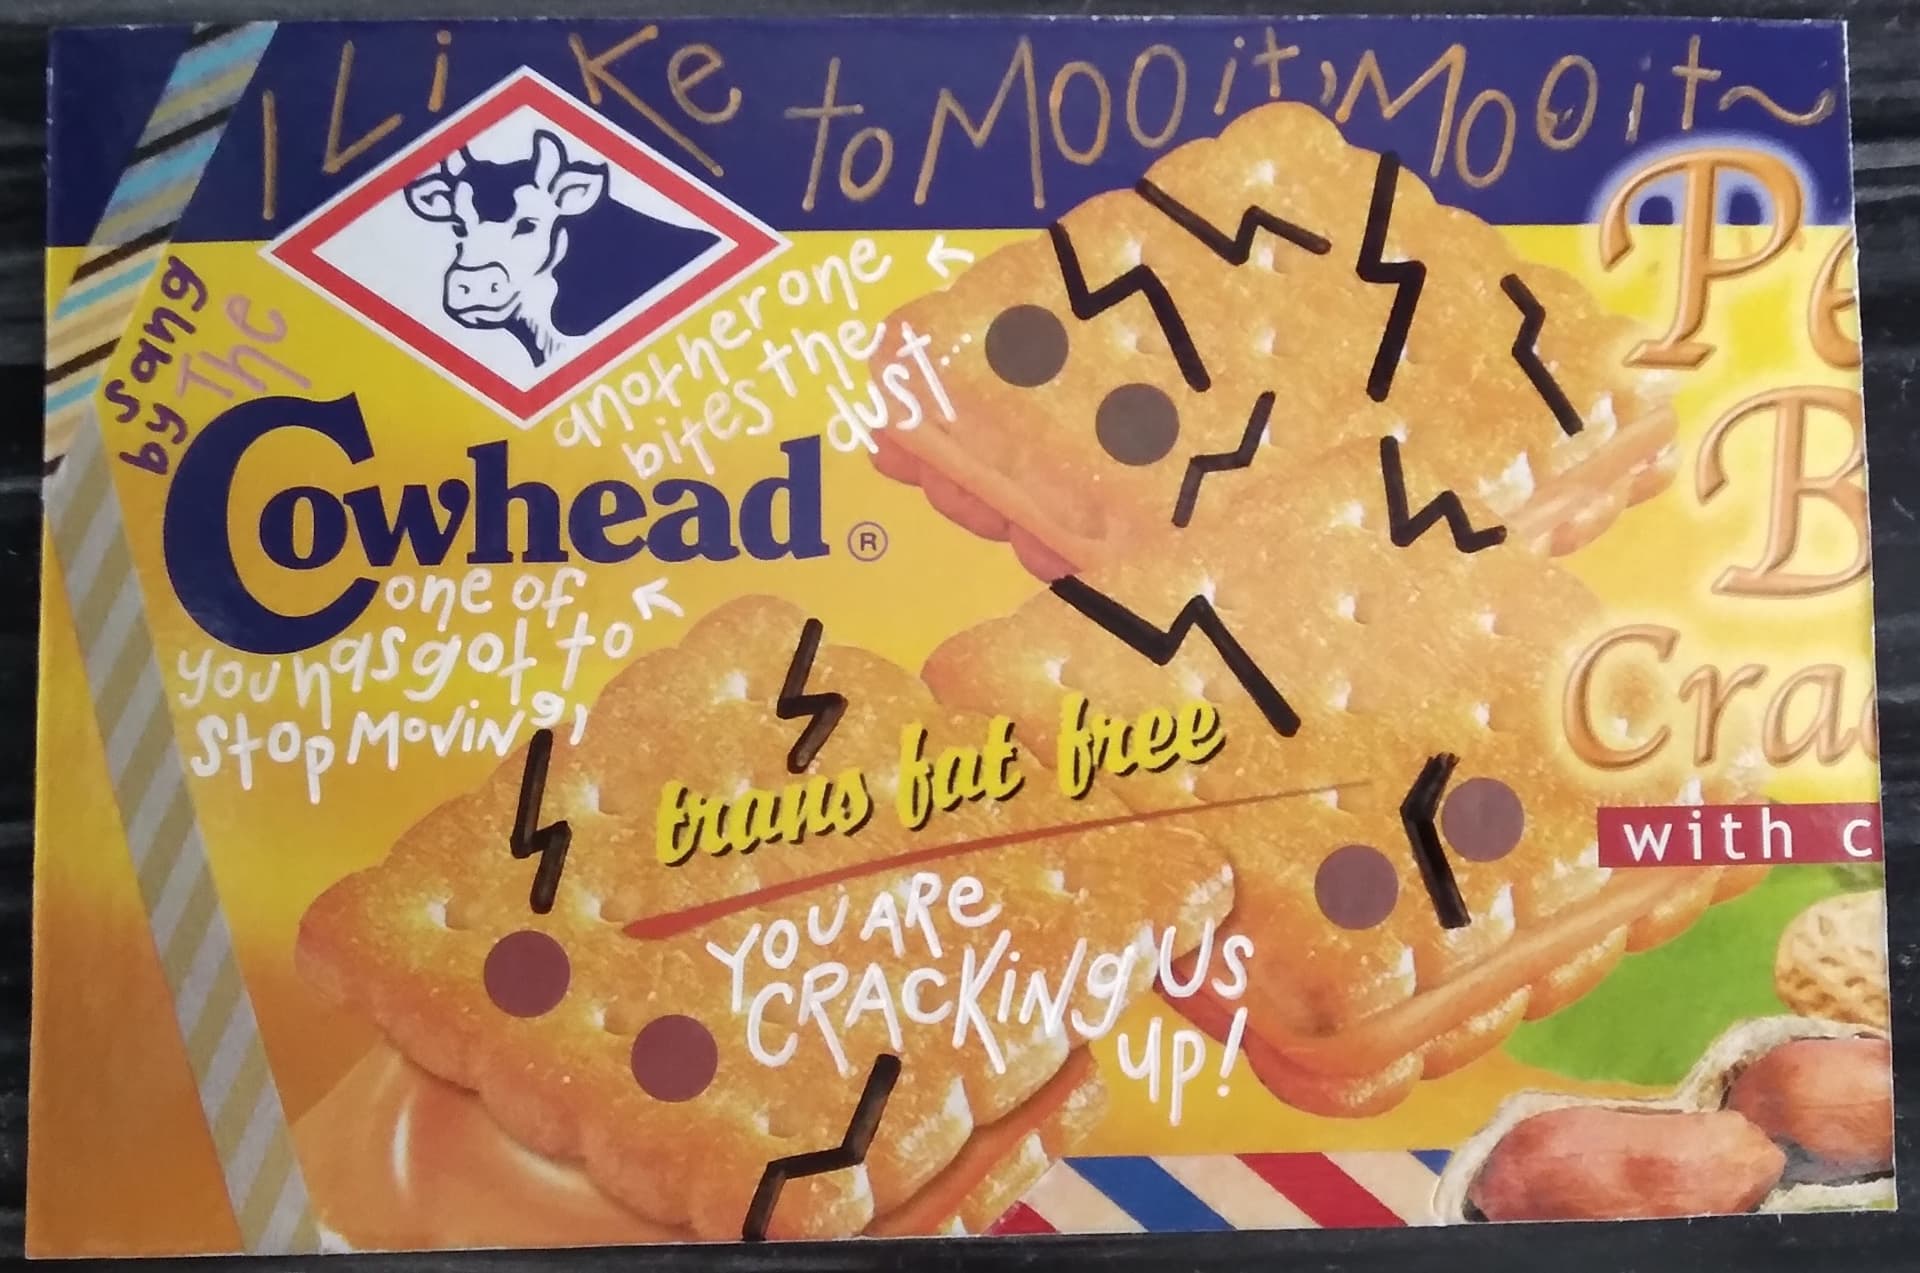 I Like to MOO it, MOO it~
sang
by The
Cowhead®
another one
bites the
dust...
one of
you has got to
stop moving,
trans fat free
YOU ARE
CRACKING US
UP!
Pe
B
Crac
with c